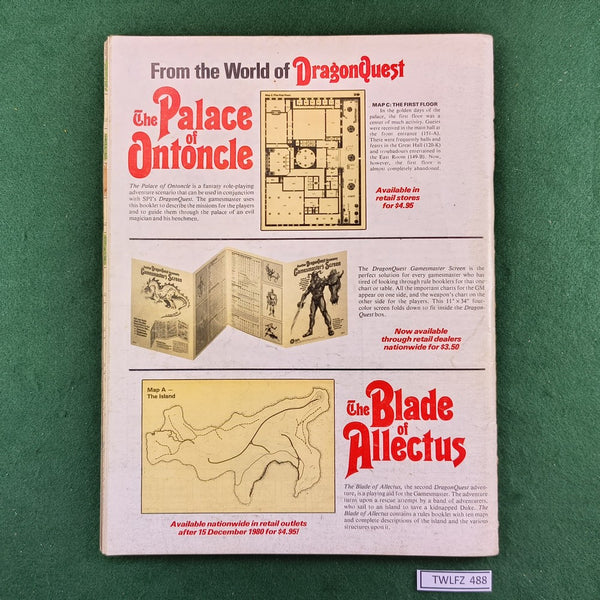 From the World of DragonQuest
The Palace
of
Ontoncle
The Palace of Ontoncle is a fantasy role-playing
adventure scenario that can be used in conjunction
with SPI's DragonQuest. The gamesmaster uses
this booklet to describe the missions for the players
and to guide them through the palace of an evil
magician and his henchmen.
MAP C: THE FIRST FLOOR
In the golden days of the
palace, the first floor was a
center of much activity. Guests
were received in the main hall at
the front entrance (151-A).
There were frequently balls and
feasts in the Great Hall (120-K)
and troubadours entertained in
the East Room (149-B). Now,
however, the first floor is
almost completely abandoned.
Available in
retail stores
for $4.95
DragonQuest
Gamesmaster's
Screen
The DragonQuest Gamesmaster Screen is the
perfect solution for every gamesmaster who has
tired of looking through rule booklets for that one
chart or table. All the important charts for the GM
appear on one side, and the weapon's chart on the
other side for the players. This 11" × 34" four-
color screen folds down to fit inside the Dragon-
Quest box.
Now available
through retail dealers
nationwide for $3.50
Map A —
The Island
Available nationwide in retail outlets
after 15 December 1980 for $4.95!
The Blade
of
Allectus
The Blade of Allectus, the second DragonQuest adven-
ture, is a playing aid for the Gamesmaster. The adventure
turns upon a rescue attempt by a band of adventurers,
who sail to an island to save a kidnapped Duke. The
Blade of Allectus contains a rules booklet with ten maps
and complete descriptions of the island and the various
structures upon it.
TWLFZ 488